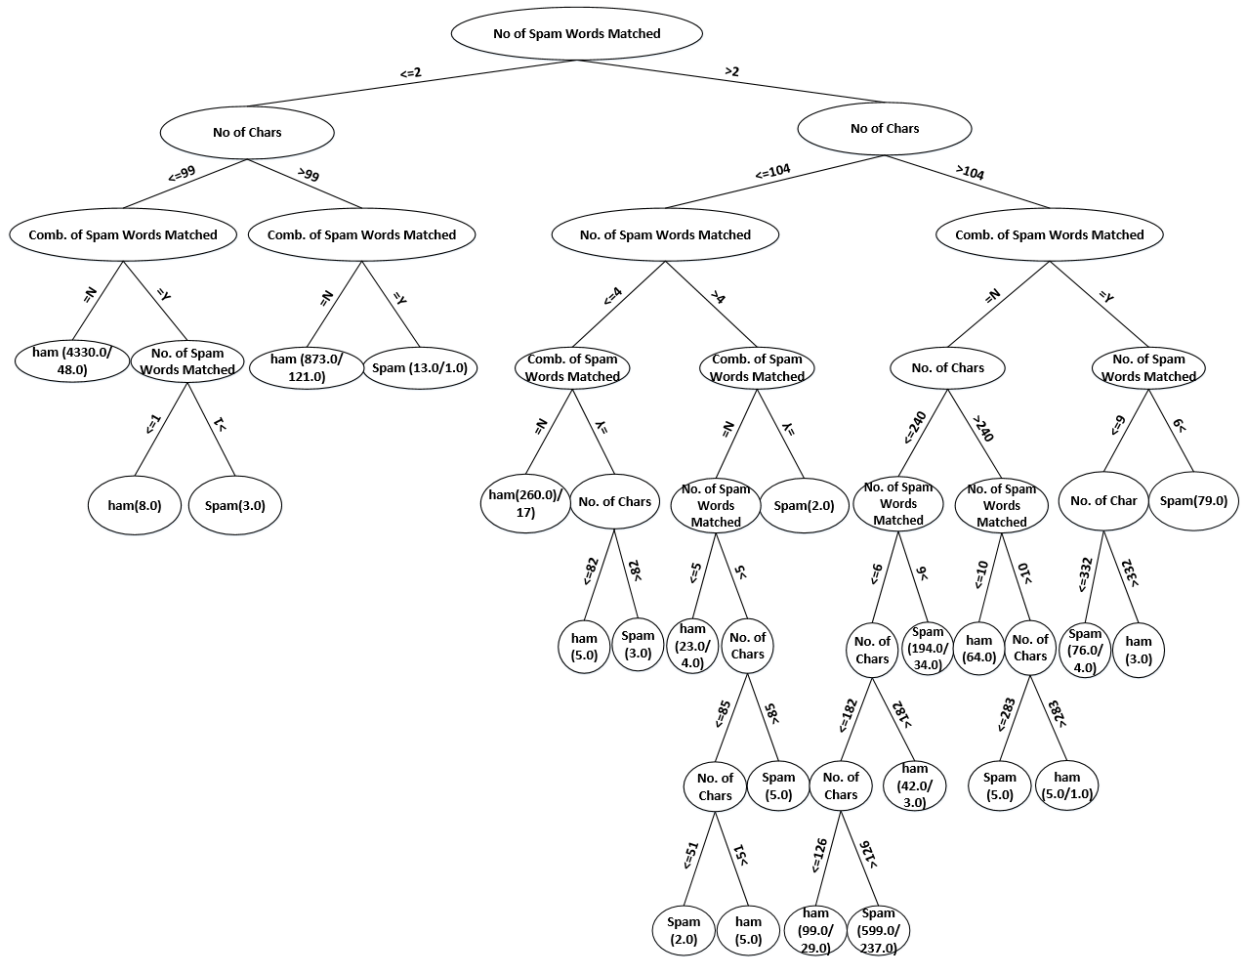 No of Spam Words Matched
<=2
>2
No of Chars
No of Chars
<=99
>99
<=104
>104
Comb. of Spam Words Matched
Comb. of Spam Words Matched
No. of Spam Words Matched
Comb. of Spam Words Matched
=N
=Y
=N
=Y
<=4
>4
=N
=Y
ham (4330.0/
48.0)
No. of Spam
Words Matched
ham (873.0/
121.0)
Spam (13.0/1.0)
Comb. of Spam
Words Matched
Comb. of Spam
Words Matched
No. of Chars
No. of Spam
Words Matched
<=1
>1
=N
=Y
=N
=Y
<=240
>240
<=9
>9
ham(8.0)
Spam(3.0)
ham(260.0)/
17)
No. of Chars
No. of Spam
Words
Matched
Spam(2.0)
No. of Spam
Words
Matched
No. of Spam
Words
Matched
No. of Char
Spam(79.0)
<=82
>82
<=5
>5
<=6
>6
<=10
>10
<=332
>332
ham
(5.0)
Spam
(3.0)
ham
(23.0/
4.0)
No. of
Chars
No. of
Chars
Spam
(194.0/
34.0)
ham
(64.0)
No. of
Chars
Spam
(76.0/
4.0)
ham
(3.0)
<=85
>85
<=182
>182
<=283
>283
No. of
Chars
Spam
(5.0)
No. of
Chars
ham
(42.0/
3.0)
Spam
(5.0)
ham
(5.0/1.0)
<=51
>51
<=126
>126
Spam
(2.0)
ham
(5.0)
ham
(99.0/
29.0)
Spam
(599.0/
237.0)